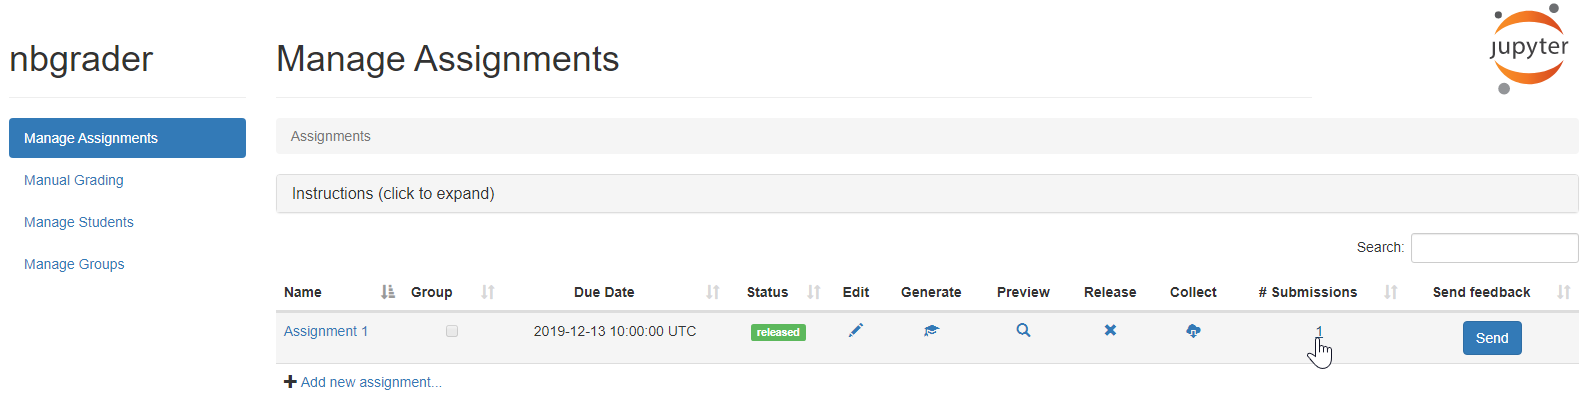 nbgrader
Manage Assignments
jupyter
Manage Assignments
Manual Grading
Manage Students
Manage Groups
Assignments
Instructions (click to expand)
Search:
Name Group Due Date Status Edit Generate Preview Release Collect # Submissions Send feedback
Assignment 1 2019-12-13 10:00:00 UTC released 1 Send
Add new assignment...